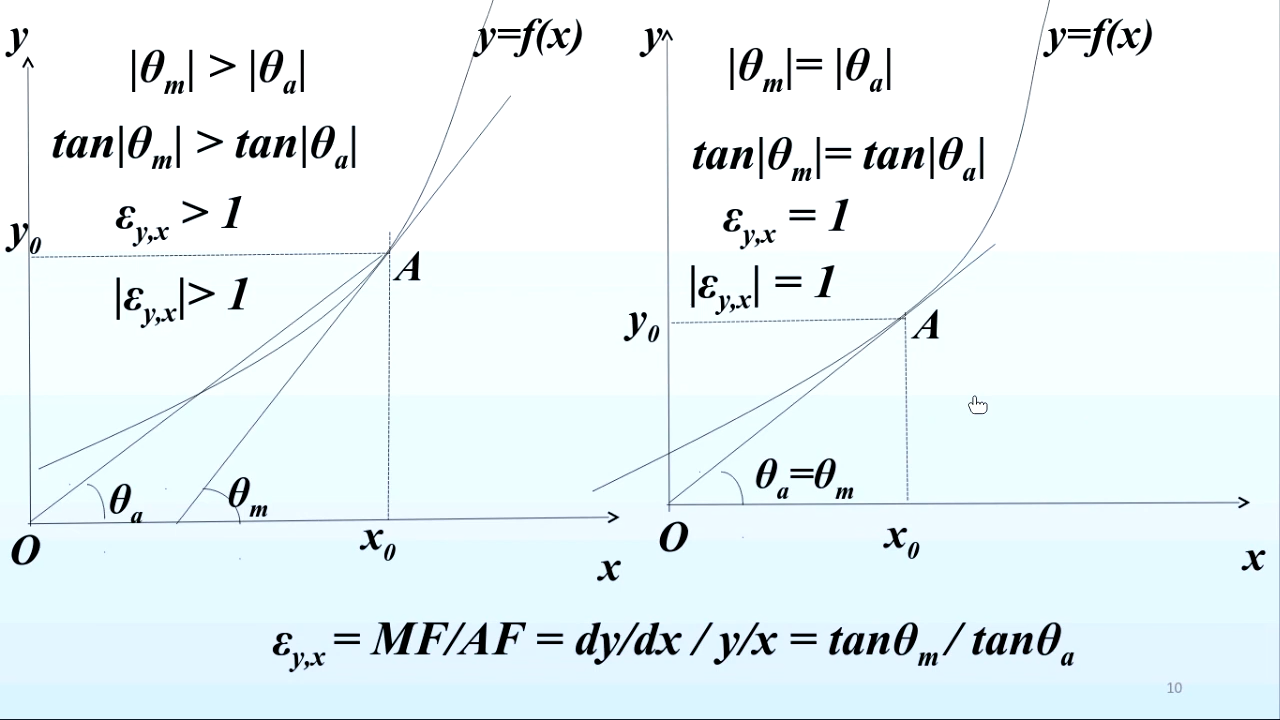 y
y=f(x)
|θm| > |θa|
tan|θm| > tan|θa|
εy,x > 1
y0
|εy,x|> 1
A
θa
θm
O
x0
x
y
y=f(x)
|θm|= |θa|
tan|θm|= tan|θa|
εy,x = 1
|εy,x| = 1
y0
A
θa=θm
O
x0
x
εy,x = MF/AF = dy/dx / y/x = tanθm / tanθa
10